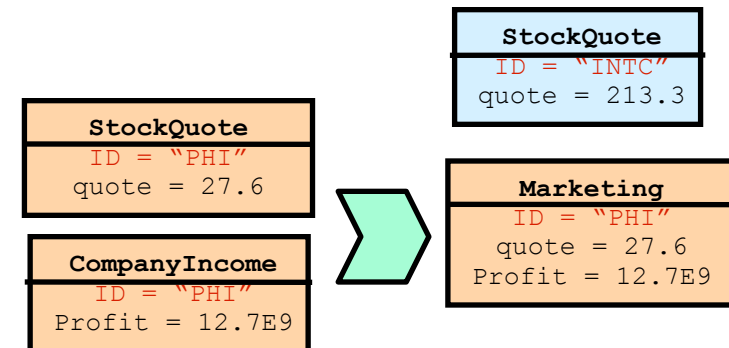 StockQuote
ID = “INTC”
quote = 213.3
StockQuote
ID = “PHI”
quote = 27.6
CompanyIncome
ID = “PHI”
Profit = 12.7E9
Marketing
ID = “PHI”
quote = 27.6
Profit = 12.7E9